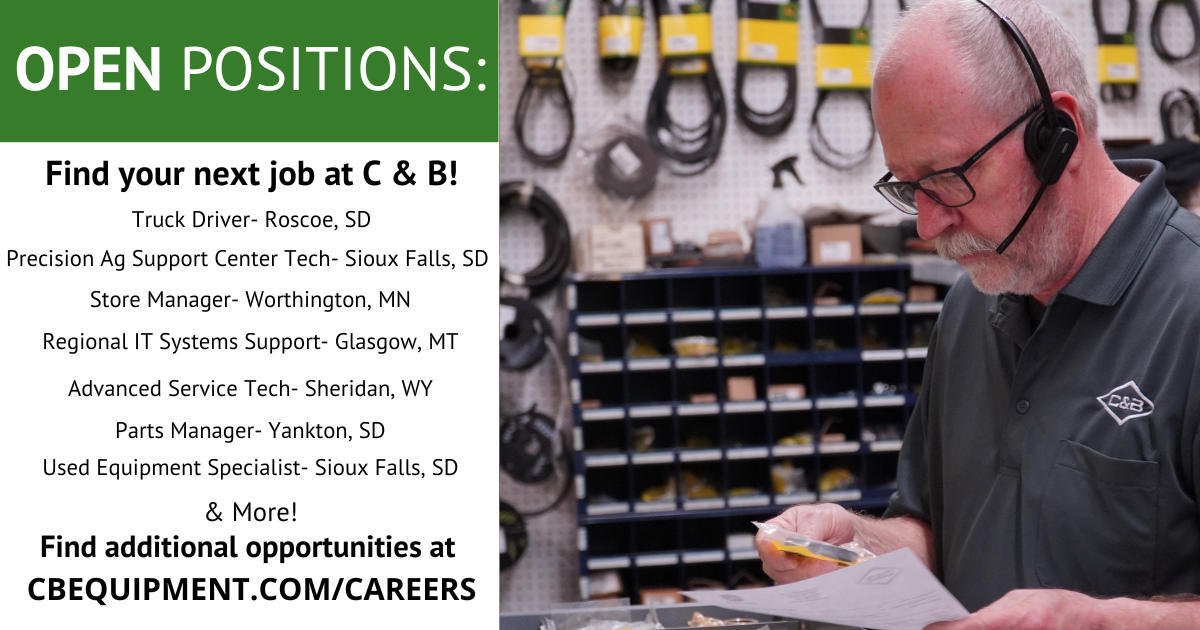 OPEN POSITIONS:
Find your next job at C & B!
Truck Driver- Roscoe, SD
Precision Ag Support Center Tech- Sioux Falls, SD
Store Manager- Worthington, MN
Regional IT Systems Support- Glasgow, MT
Advanced Service Tech- Sheridan, WY
Parts Manager- Yankton, SD
Used Equipment Specialist- Sioux Falls, SD
& More!
Find additional opportunities at
CBEQUIPMENT.COM/CAREERS
C&B